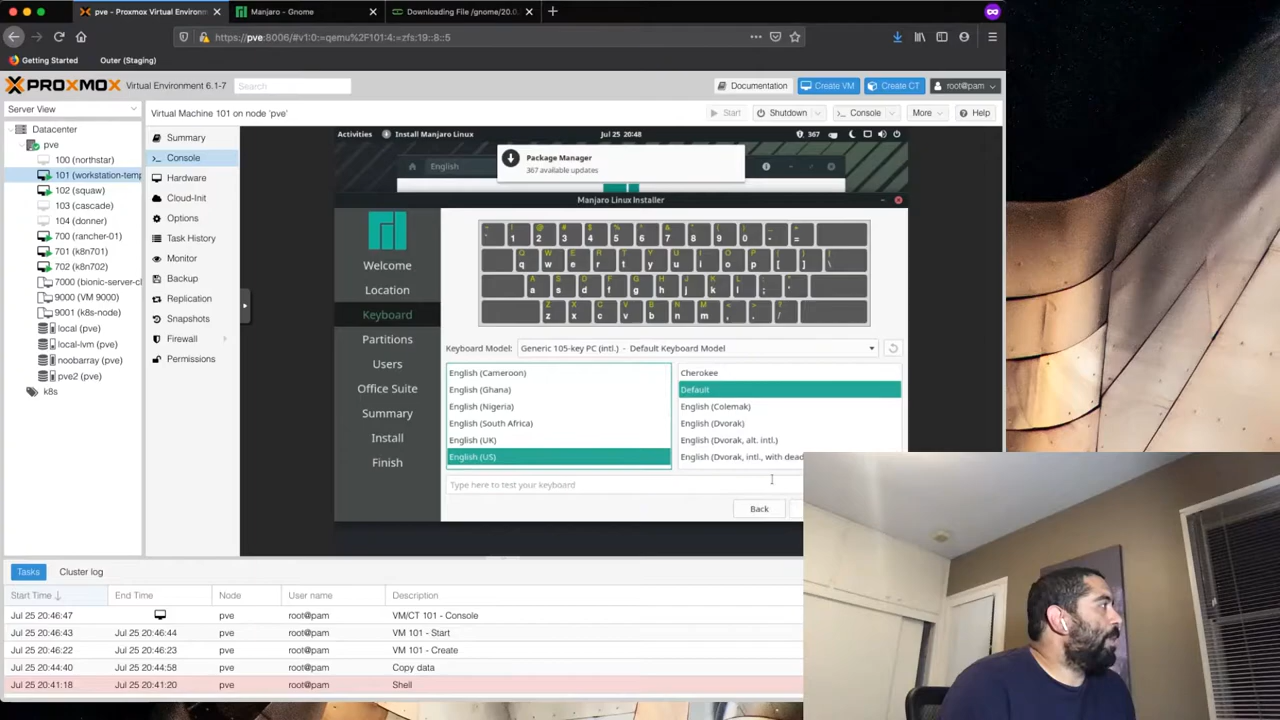 pve - Proxmox Virtual Environm
Manjaro - Gnome
Downloading File /gnome/20.0.
https://pve:8006/#v1:0:=qemu%2F101:4:=zfs:19::8::5
Getting Started
Outer (Staging)
PROXMOX
Virtual Environment 6.1-7
Search
Documentation
Create VM
Create CT
root@pam
Server View
Virtual Machine 101 on node 'pve'
Start
Shutdown
Console
More
Help
Datacenter
pve
100 (northstar)
101 (workstation-temp
102 (squaw)
103 (cascade)
104 (donner)
700 (rancher-01)
701 (k8n701)
702 (k8n702)
7000 (bionic-server-cl
9000 (VM 9000)
9001 (k8s-node)
local (pve)
local-lvm (pve)
noobarray (pve)
pve2 (pve)
k8s
Summary
Console
Hardware
Cloud-Init
Options
Task History
Monitor
Backup
Replication
Snapshots
Firewall
Permissions
Activities
Install Manjaro Linux
Jul 25 20:48
367
English
Package Manager
367 available updates
Manjaro Linux Installer
Welcome
Location
Keyboard
Partitions
Users
Office Suite
Summary
Install
Finish
~ ! @ # $ % ^ & * ( ) _ +
` 1 2 3 4 5 6 7 8 9 0 - =
Q W E R T Y U I O P { } |
q w e r t y u i o p [ ] \
A S D F G H J K L : "
a s d f g h j k l ; '
Z X C V B N M < > ?
z x c v b n m , . /
Keyboard Model:
Generic 105-key PC (intl.) - Default Keyboard Model
English (Cameroon)
English (Ghana)
English (Nigeria)
English (South Africa)
English (UK)
English (US)
Cherokee
Default
English (Colemak)
English (Dvorak)
English (Dvorak, alt. intl.)
English (Dvorak, intl., with dead
Type here to test your keyboard
Back
Tasks
Cluster log
Start Time End Time Node User name Description
Jul 25 20:46:47 pve root@pam VM/CT 101 - Console
Jul 25 20:46:43 Jul 25 20:46:44 pve root@pam VM 101 - Start
Jul 25 20:46:22 Jul 25 20:46:23 pve root@pam VM 101 - Create
Jul 25 20:44:40 Jul 25 20:44:58 pve root@pam Copy data
Jul 25 20:41:18 Jul 25 20:41:20 pve root@pam Shell